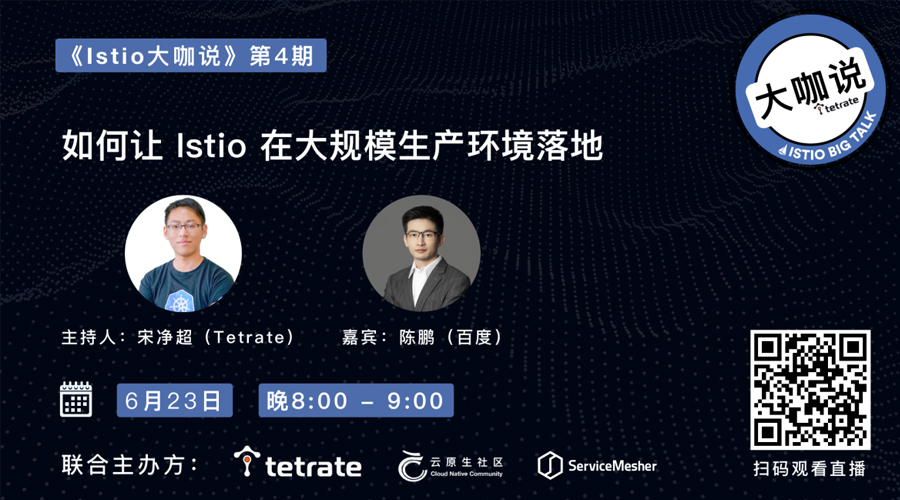 《Istio大咖说》第4期
大咖说
tetrate
ISTIO BIG TALK
如何让 Istio 在大规模生产环境落地
主持人：宋净超（Tetrate）
嘉宾：陈鹏（百度）
6月23日
晚8:00 – 9:00
联合主办方：
tetrate
云原生社区
Cloud Native Community
ServiceMesher
扫码观看直播